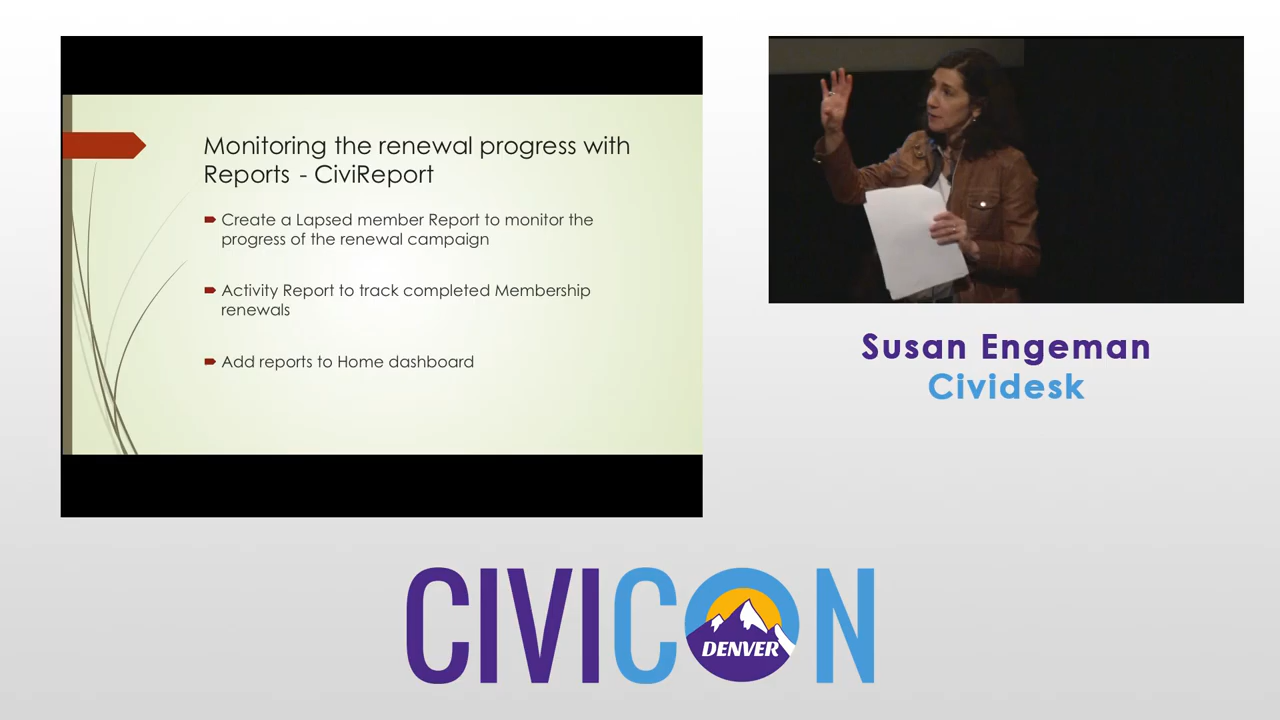 Monitoring the renewal progress with
Reports - CiviReport
Create a Lapsed member Report to monitor the
progress of the renewal campaign
Activity Report to track completed Membership
renewals
Add reports to Home dashboard
Susan Engeman
Cividesk
CIVICON
DENVER